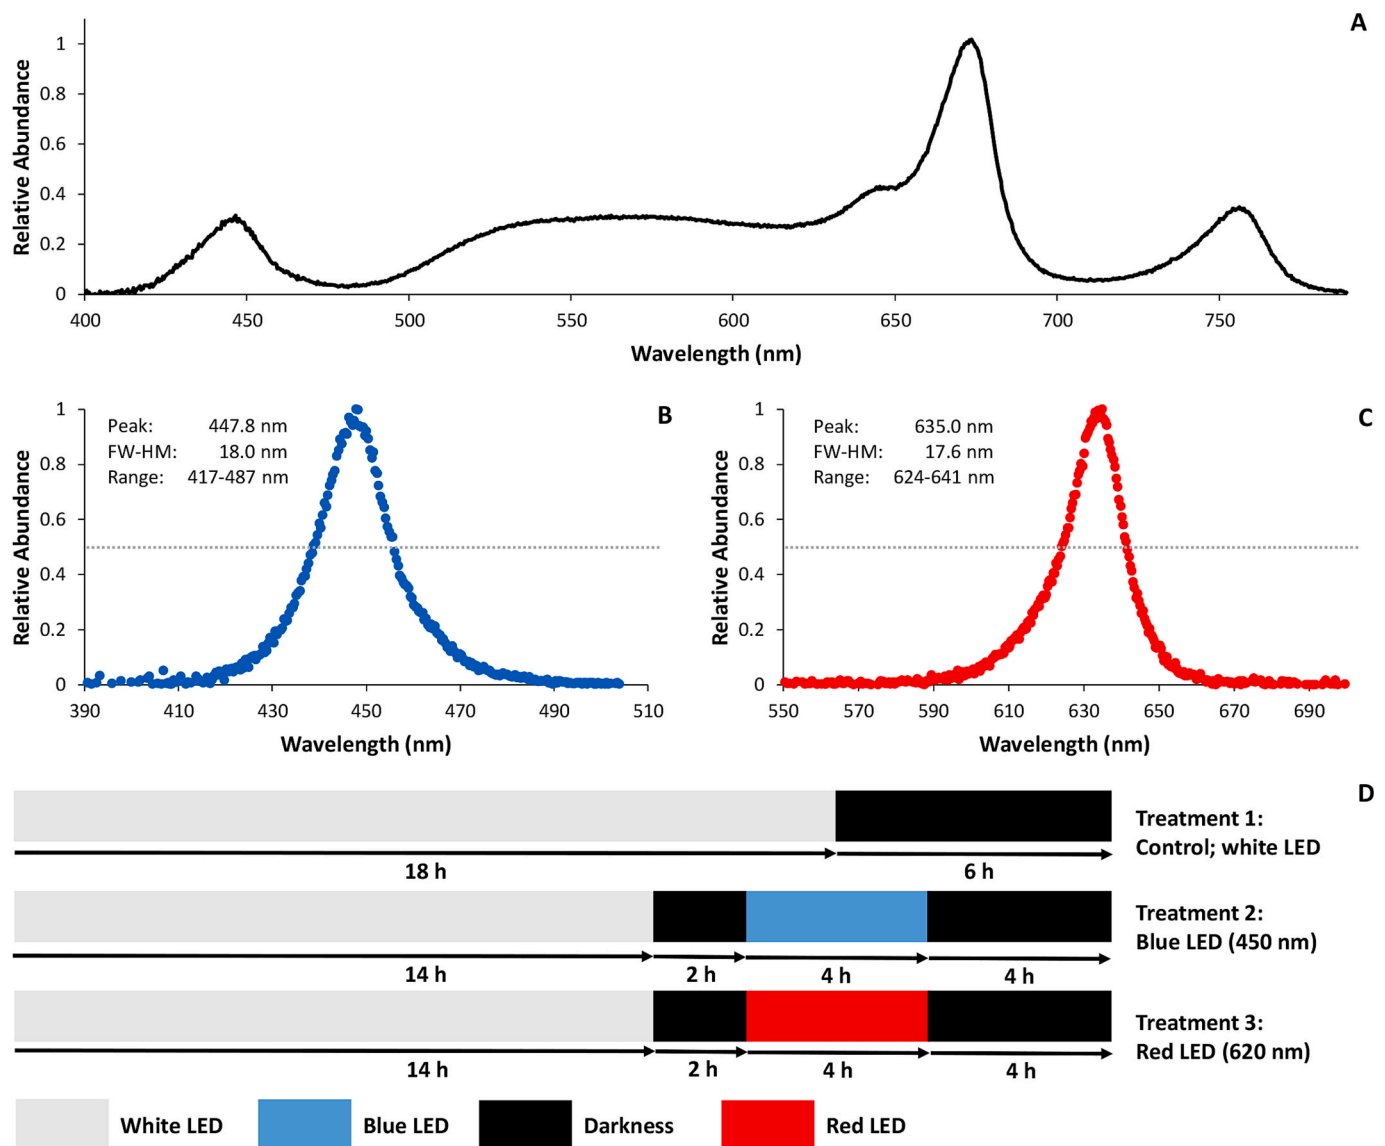 A
Relative Abundance
1
0.8
0.6
0.4
0.2
0
400 450 500 550 600 650 700 750
Wavelength (nm)
B
Peak: 447.8 nm
FW-HM: 18.0 nm
Range: 417-487 nm
Relative Abundance
1
0.8
0.6
0.4
0.2
0
390 410 430 450 470 490 510
Wavelength (nm)
C
Peak: 635.0 nm
FW-HM: 17.6 nm
Range: 624-641 nm
Relative Abundance
1
0.8
0.6
0.4
0.2
0
550 570 590 610 630 650 670 690
Wavelength (nm)
D
Treatment 1:
Control; white LED
18 h 6 h
Treatment 2:
Blue LED (450 nm)
14 h 2 h 4 h 4 h
Treatment 3:
Red LED (620 nm)
14 h 2 h 4 h 4 h
White LED Blue LED Darkness Red LED